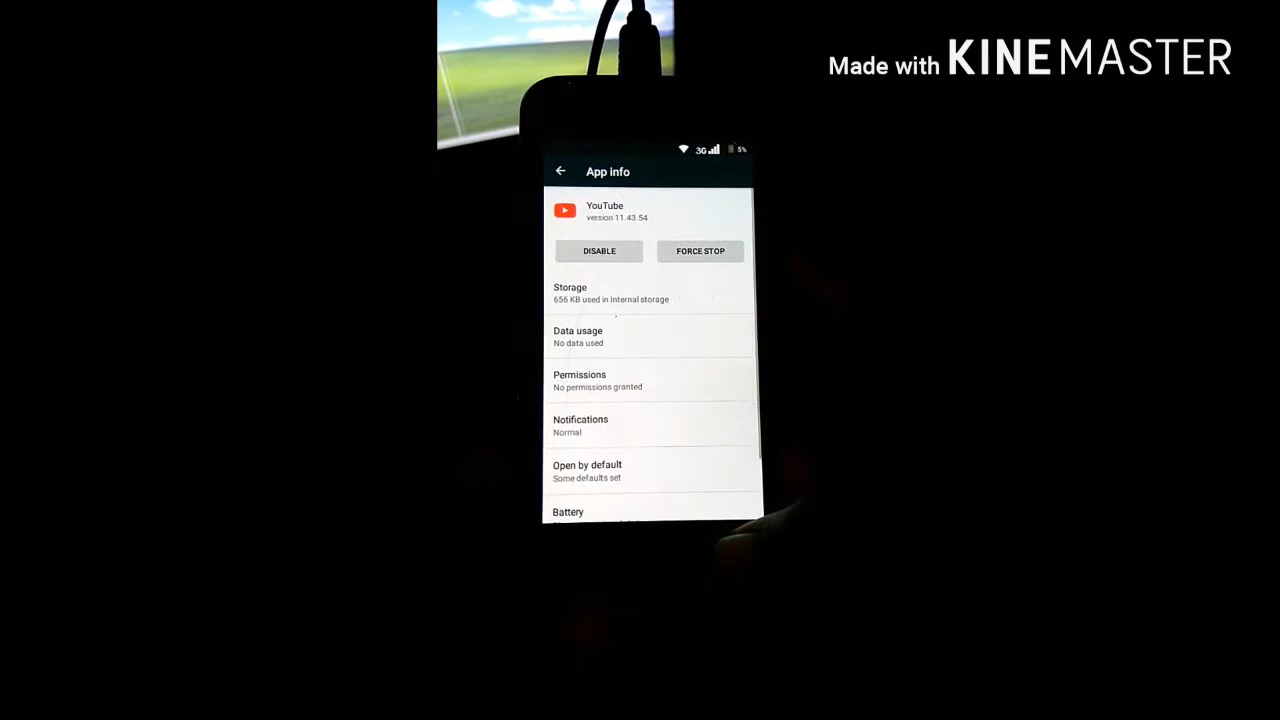 Made with KINEMASTER
3G 5%
App info
YouTube
version 11.43.54
DISABLE FORCE STOP
Storage
656 KB used in Internal storage
Data usage
No data used
Permissions
No permissions granted
Notifications
Normal
Open by default
Some defaults set
Battery